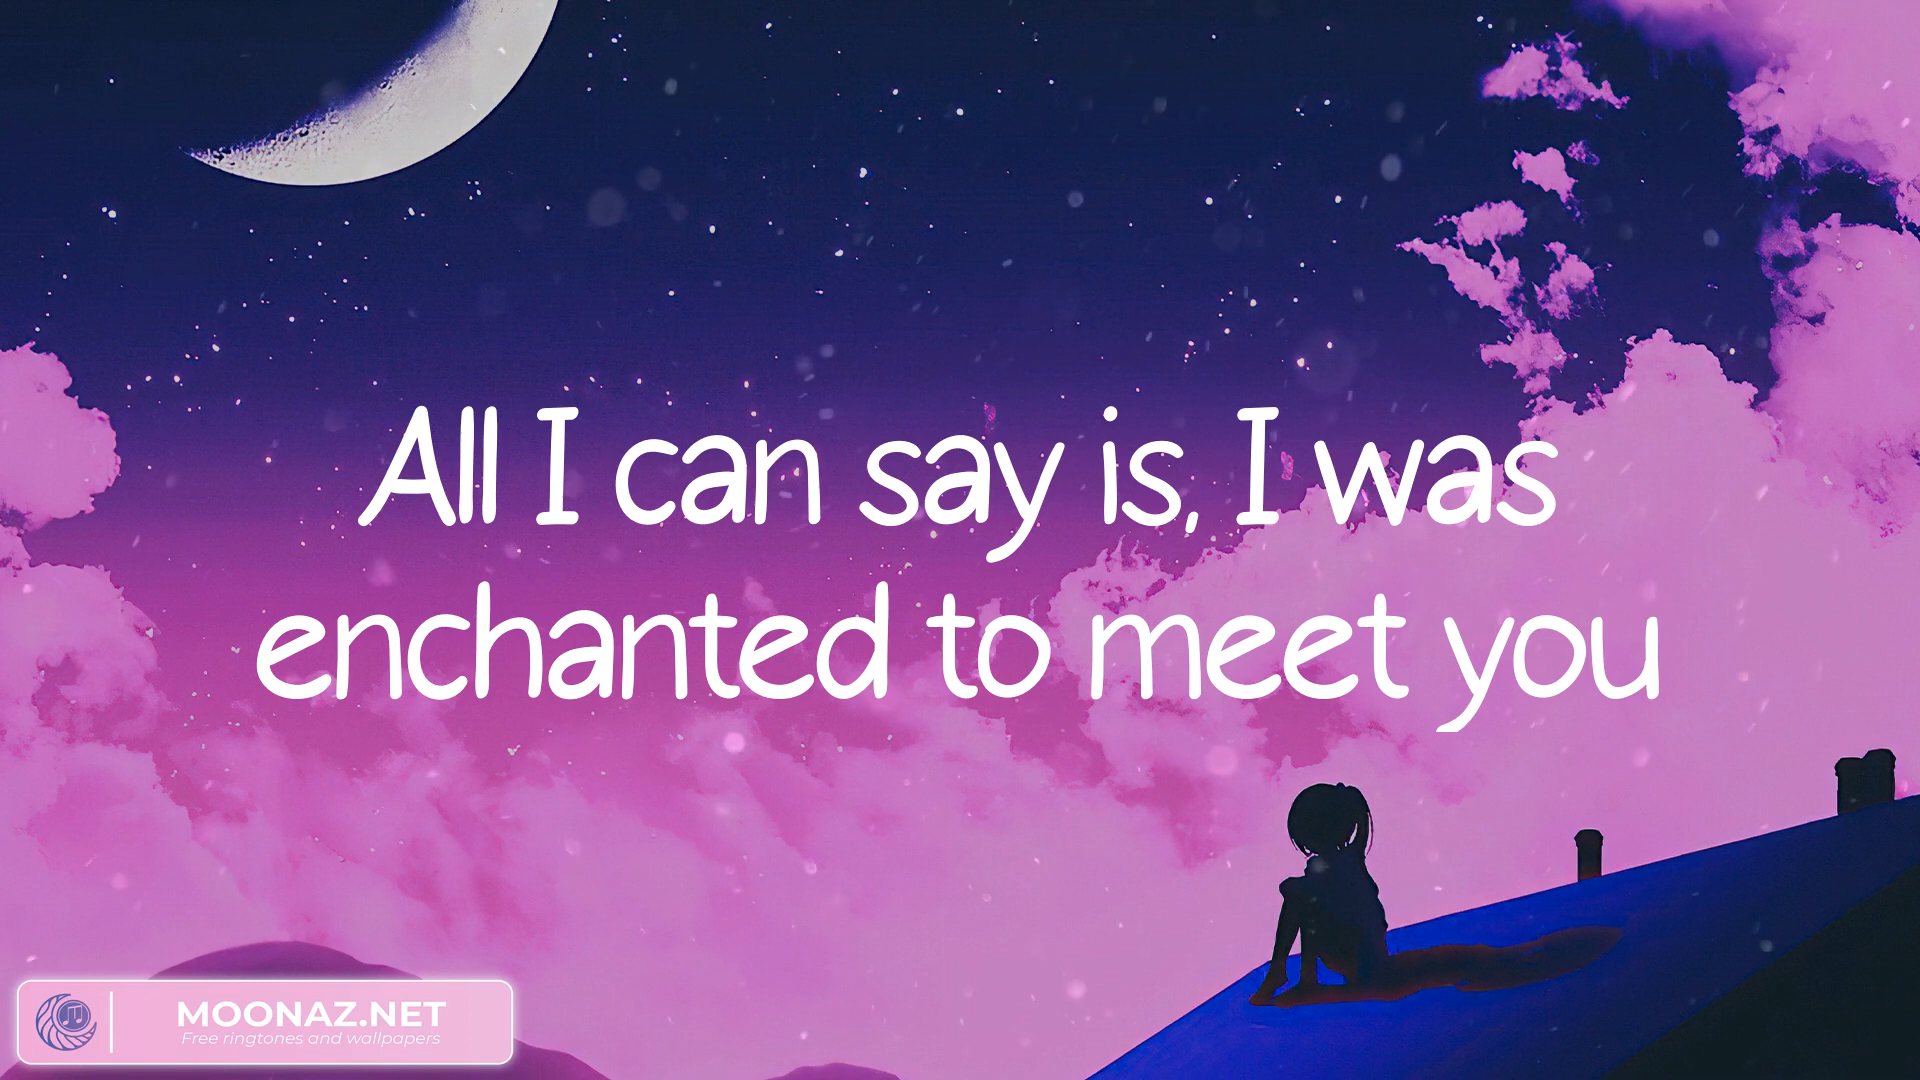 All I can say is, I was
enchanted to meet you
MOONAZ.NET
Free ringtones and wallpapers